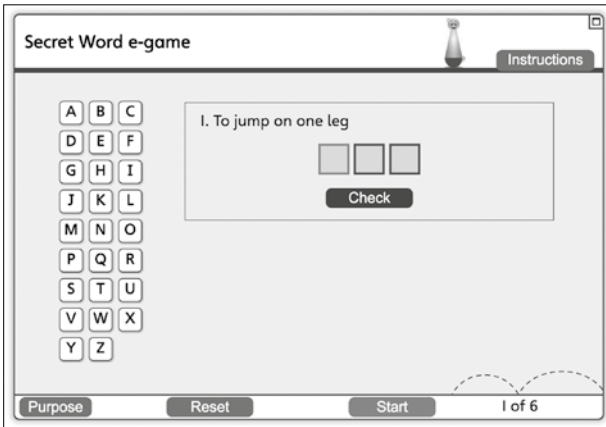 Secret Word e-game
Instructions
A B C
D E F
G H I
J K L
M N O
P Q R
S T U
V W X
Y Z
1. To jump on one leg
Check
Purpose
Reset
Start
1 of 6